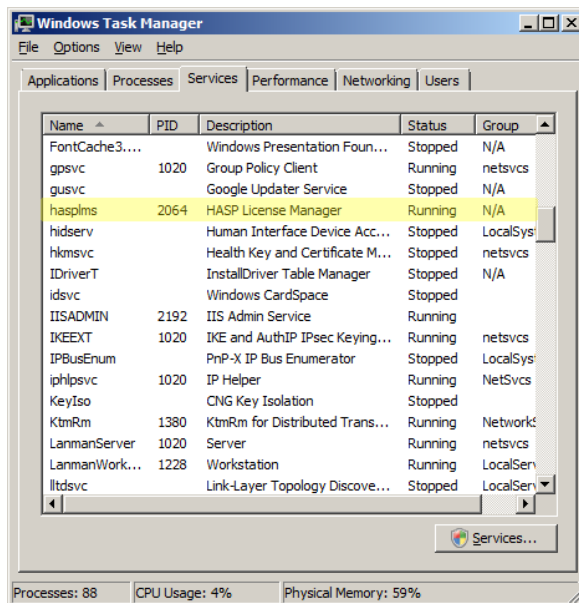 Windows Task Manager
File Options View Help
Applications Processes Services Performance Networking Users
Name PID Description Status Group
FontCache3.... Windows Presentation Foun... Stopped N/A
gpsvc 1020 Group Policy Client Running netsvcs
gusvc Google Updater Service Stopped N/A
hasplms 2064 HASP License Manager Running N/A
hidserv Human Interface Device Acc... Stopped LocalSyst
hkmsvc Health Key and Certificate M... Stopped netsvcs
IDriverT InstallDriver Table Manager Stopped N/A
idsvc Windows CardSpace Stopped
IISADMIN 2192 IIS Admin Service Running
IKEEXT 1020 IKE and AuthIP IPsec Keying... Running netsvcs
IPBusEnum PnP-X IP Bus Enumerator Stopped LocalSyst
iphlpsvc 1020 IP Helper Running NetSvcs
KeyIso CNG Key Isolation Stopped
KtmRm 1380 KtmRm for Distributed Trans... Running NetworkS
LanmanServer 1020 Server Running netsvcs
LanmanWork... 1228 Workstation Running LocalServ
lltdsvc Link-Layer Topology Discove... Stopped LocalServ
Services...
Processes: 88 CPU Usage: 4% Physical Memory: 59%